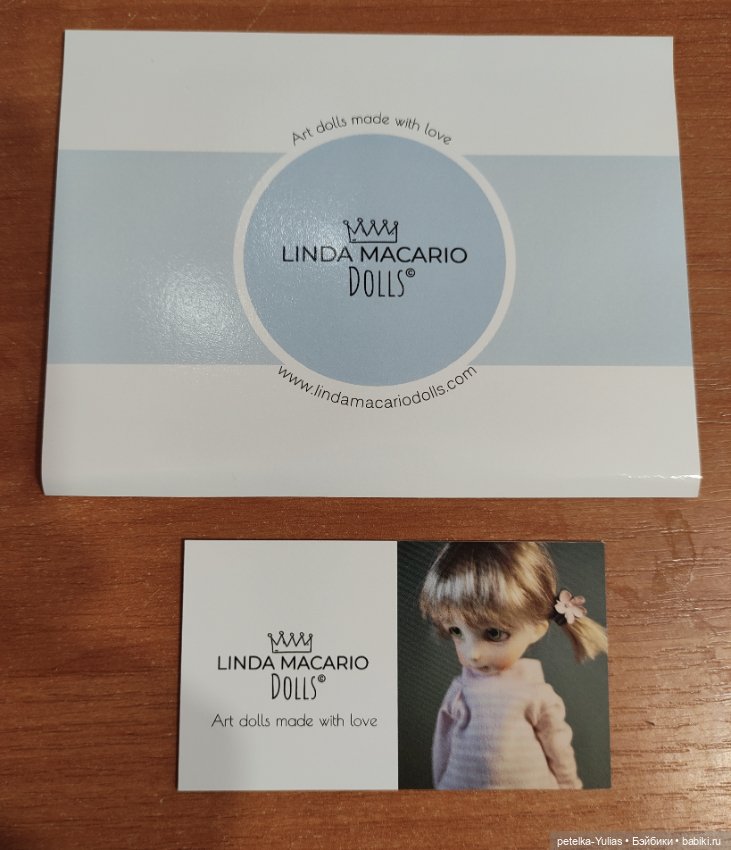 Art dolls made with love
LINDA MACARIO
DOLLS©
www.lindamacariodolls.com
LINDA MACARIO
DOLLS©
Art dolls made with love
petelka-Yulias • Бэйбики • babiki.ru